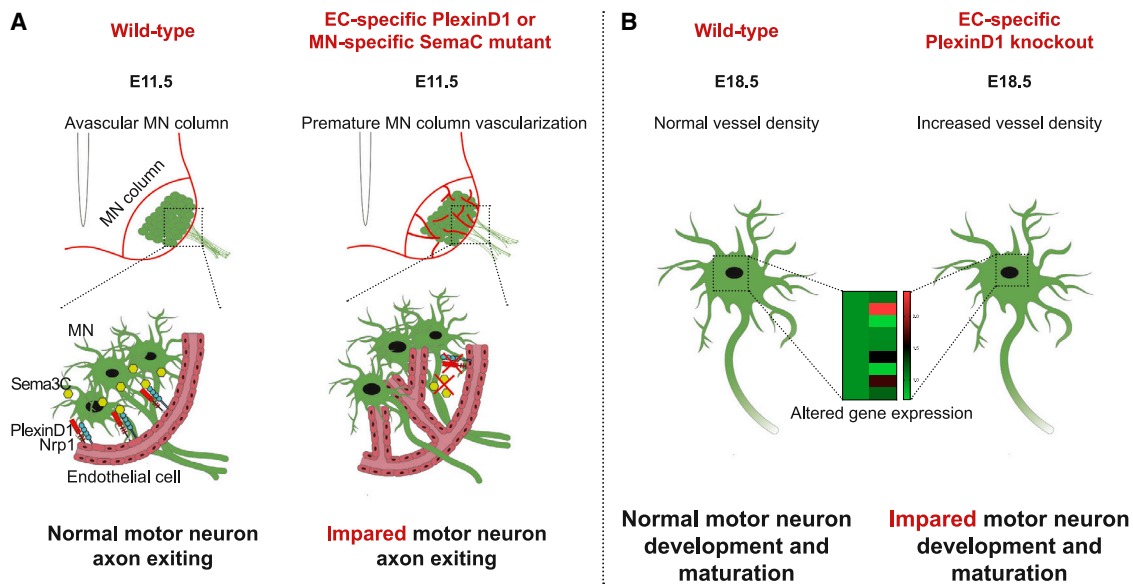 A
Wild-type
EC-specific PlexinD1 or
MN-specific SemaC mutant
E11.5
E11.5
Avascular MN column
Premature MN column vascularization
MN column
MN
Sema3C
PlexinD1
Nrp1
Endothelial cell
Normal motor neuron
axon exiting
Impared motor neuron
axon exiting
B
Wild-type
EC-specific
PlexinD1 knockout
E18.5
E18.5
Normal vessel density
Increased vessel density
Altered gene expression
Normal motor neuron
development and
maturation
Impared motor neuron
development and
maturation